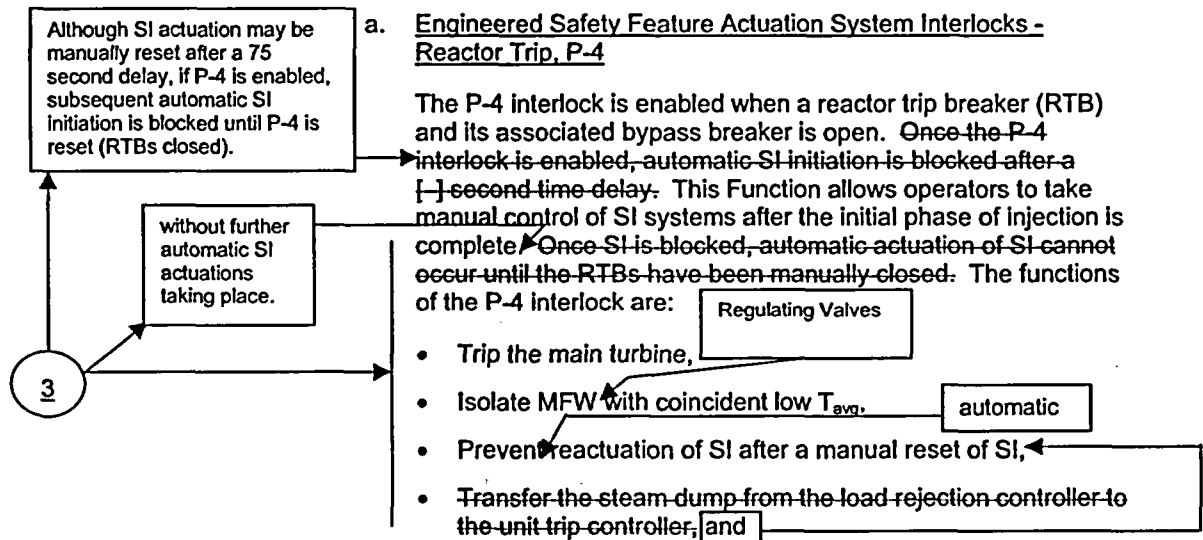 Although SI actuation may be
manually reset after a 75
second delay, if P-4 is enabled,
subsequent automatic SI
initiation is blocked until P-4 is
reset (RTBs closed).
a. Engineered Safety Feature Actuation System Interlocks -
Reactor Trip, P-4
The P-4 interlock is enabled when a reactor trip breaker (RTB)
and its associated bypass breaker is open. Once the P-4
interlock is enabled, automatic SI initiation is blocked after a
[ ] second time delay. This Function allows operators to take
manual control of SI systems after the initial phase of injection is
complete. Once SI is blocked, automatic actuation of SI cannot
occur until the RTBs have been manually closed. The functions
of the P-4 interlock are:
without further
automatic SI
actuations
taking place.
Regulating Valves
3
• Trip the main turbine,
• Isolate MFW with coincident low Tavg,
automatic
• Prevent reactuation of SI after a manual reset of SI,
• Transfer the steam dump from the load rejection controller to
the unit trip controller, and